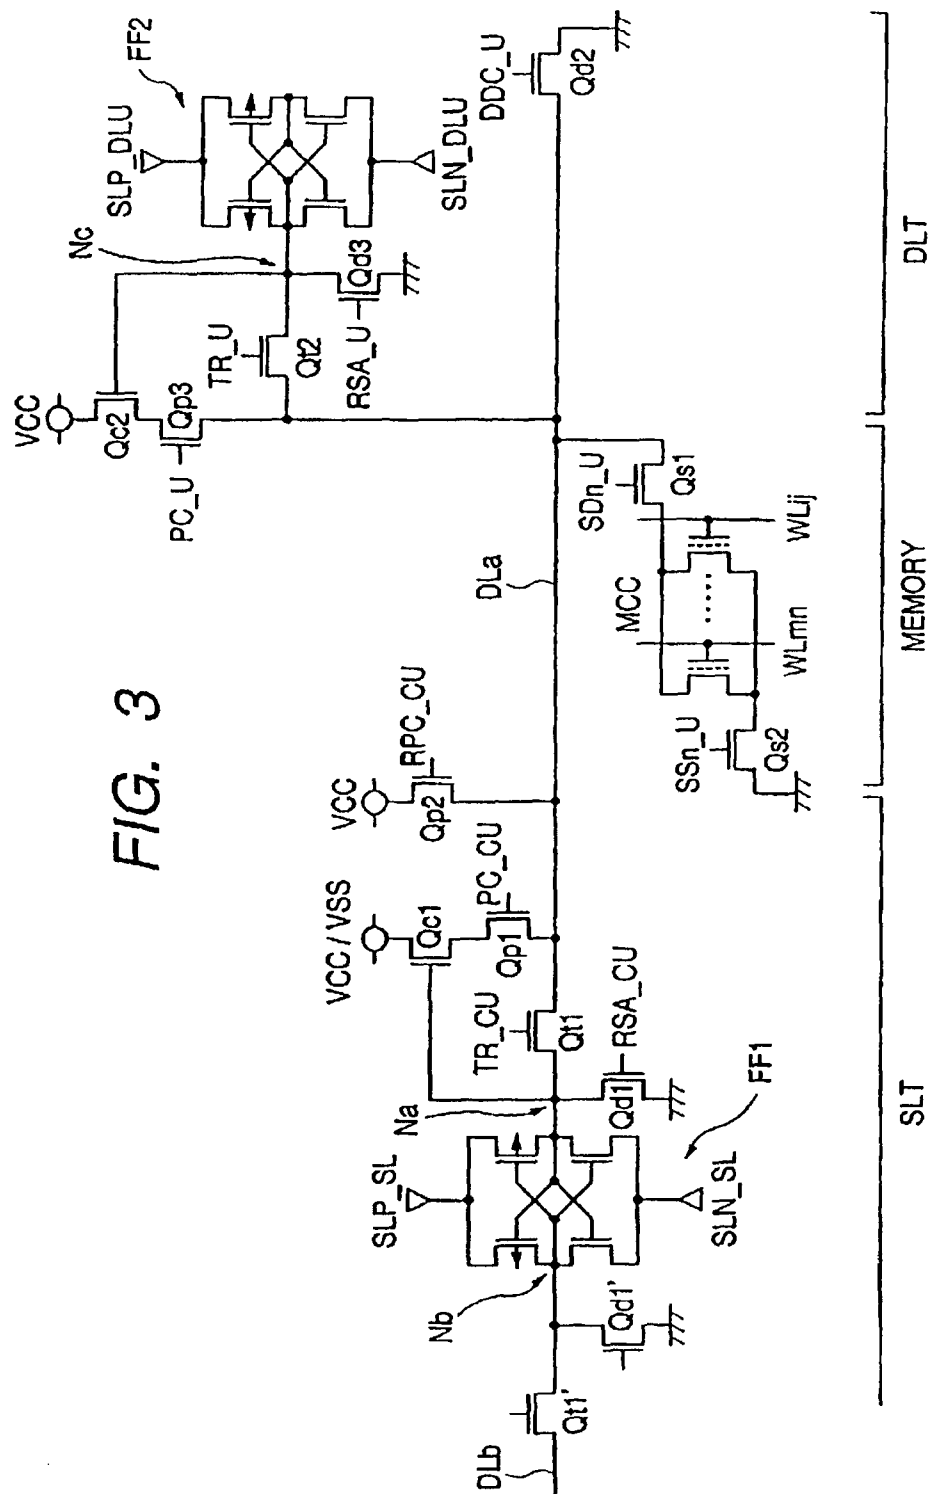 FIG. 3
SLP_DLU
FF2
Nc
SLN_DLU
VCC
Qc2
Qp3
PC_U
TR_U
Qt2
RSA_U
Qd3
DDC_U
Qd2
DLa
SDn_U
Qs1
MCC
WLij
WLmn
SSn_U
Qs2
VCC
RPC_CU
Qp2
VCC / VSS
Qc1
PC_CU
Qp1
TR_CU
Qt1
RSA_CU
Qd1
Na
SLP_SL
SLN_SL
FF1
Nb
Qd1'
Qt1'
DLb
SLT
MEMORY
DLT